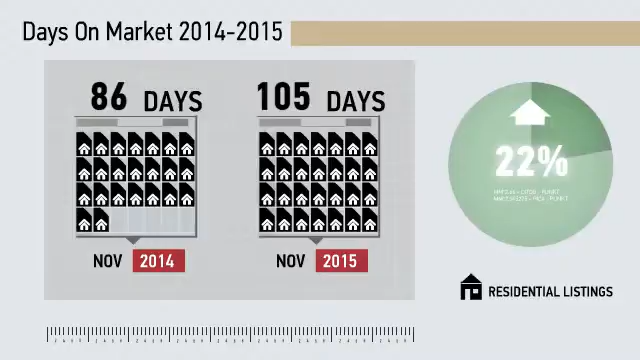 Days On Market 2014-2015
86 DAYS
105 DAYS
NOV 2014
NOV 2015
22%
RESIDENTIAL LISTINGS